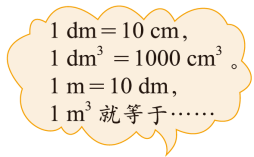 1 dm = 10 cm,
1 dm³ = 1000 cm³。
1 m = 10 dm,
1 m³ 就等于……